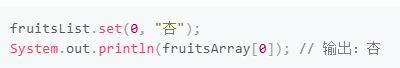 fruitsList.set(0, "杏");
System.out.println(fruitsArray[0]); // 输出：杏